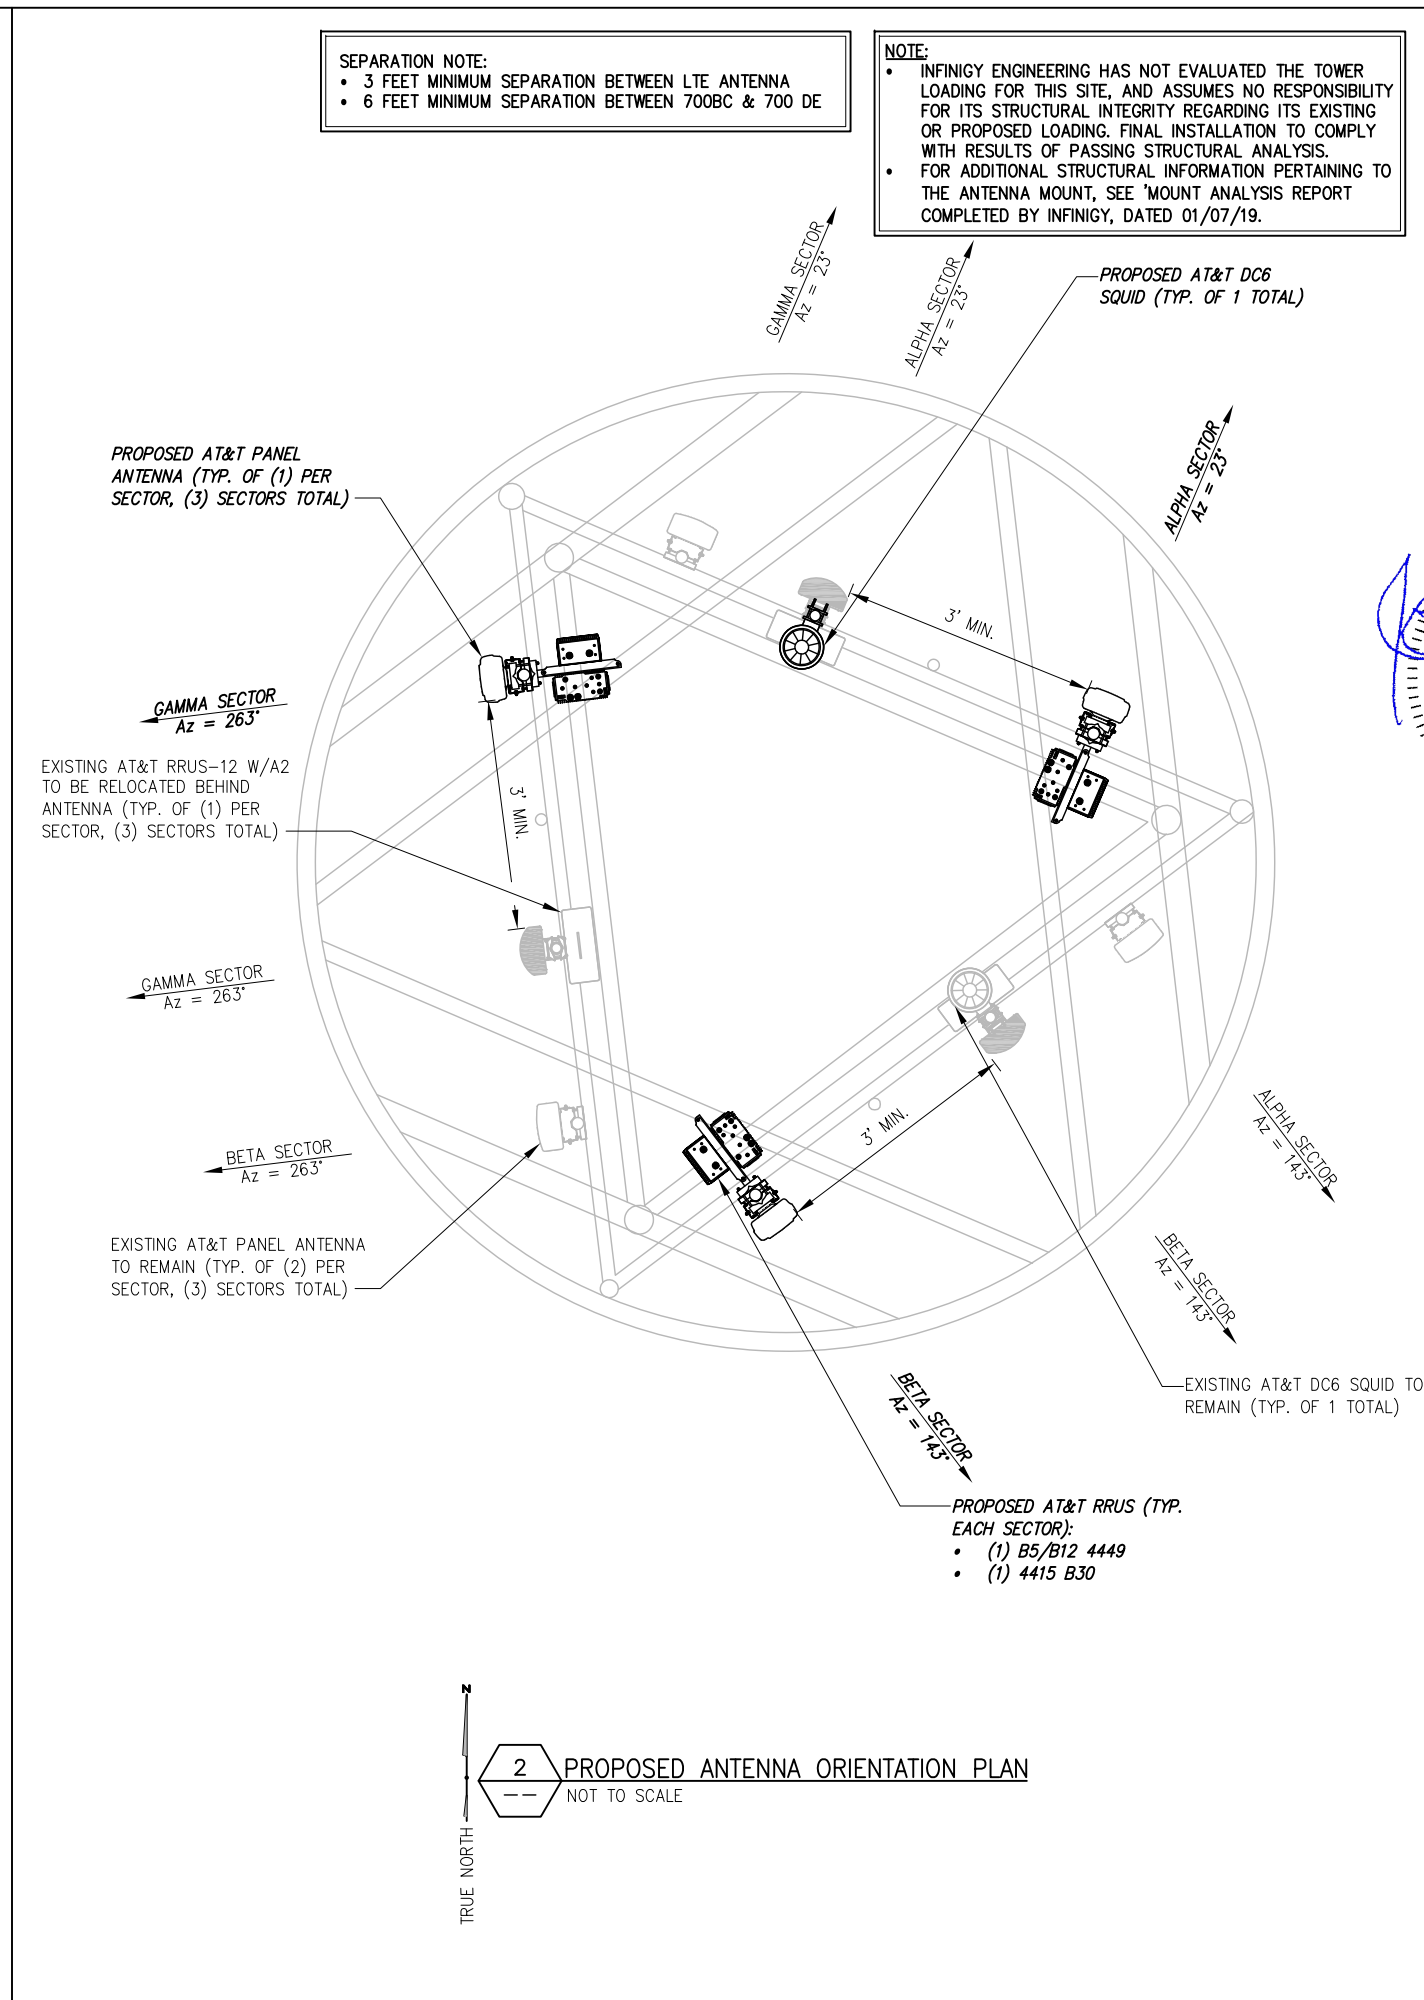 SEPARATION NOTE:
• 3 FEET MINIMUM SEPARATION BETWEEN LTE ANTENNA
• 6 FEET MINIMUM SEPARATION BETWEEN 700BC & 700 DE
NOTE:
• INFINIGY ENGINEERING HAS NOT EVALUATED THE TOWER
LOADING FOR THIS SITE, AND ASSUMES NO RESPONSIBILITY
FOR ITS STRUCTURAL INTEGRITY REGARDING ITS EXISTING
OR PROPOSED LOADING. FINAL INSTALLATION TO COMPLY
WITH RESULTS OF PASSING STRUCTURAL ANALYSIS.
• FOR ADDITIONAL STRUCTURAL INFORMATION PERTAINING TO
THE ANTENNA MOUNT, SEE 'MOUNT ANALYSIS REPORT
COMPLETED BY INFINIGY, DATED 01/07/19.
GAMMA SECTOR
Az = 23°
ALPHA SECTOR
Az = 23°
PROPOSED AT&T DC6
SQUID (TYP. OF 1 TOTAL)
ALPHA SECTOR
Az = 23°
PROPOSED AT&T PANEL
ANTENNA (TYP. OF (1) PER
SECTOR, (3) SECTORS TOTAL)
3' MIN.
GAMMA SECTOR
Az = 263°
EXISTING AT&T RRUS-12 W/A2
TO BE RELOCATED BEHIND
ANTENNA (TYP. OF (1) PER
SECTOR, (3) SECTORS TOTAL)
3' MIN.
GAMMA SECTOR
Az = 263°
3' MIN.
BETA SECTOR
Az = 263°
ALPHA SECTOR
Az = 143°
EXISTING AT&T PANEL ANTENNA
TO REMAIN (TYP. OF (2) PER
SECTOR, (3) SECTORS TOTAL)
BETA SECTOR
Az = 143°
EXISTING AT&T DC6 SQUID TO
REMAIN (TYP. OF 1 TOTAL)
BETA SECTOR
Az = 143°
PROPOSED AT&T RRUS (TYP.
EACH SECTOR):
• (1) B5/B12 4449
• (1) 4415 B30
N
TRUE NORTH
2
--
PROPOSED ANTENNA ORIENTATION PLAN
NOT TO SCALE